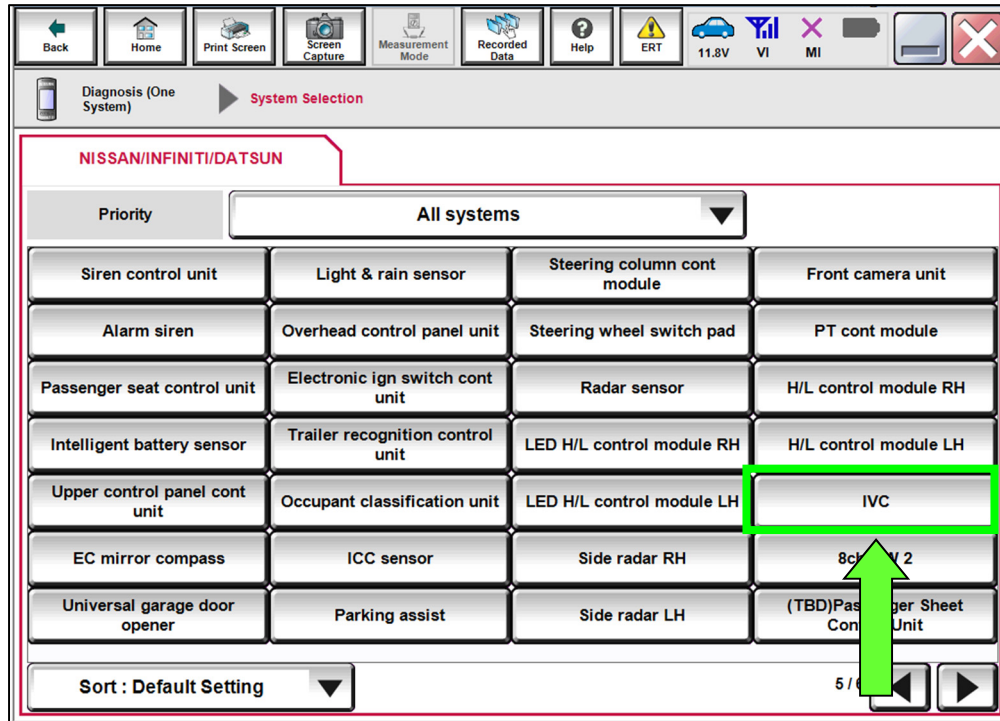 Back
Home
Print Screen
Screen
Capture
Measurement
Mode
Recorded
Data
Help
ERT
11.8V
VI
MI
Diagnosis (One
System)
System Selection
NISSAN/INFINITI/DATSUN
Priority
All systems
Siren control unit
Light & rain sensor
Steering column cont
module
Front camera unit
Alarm siren
Overhead control panel unit
Steering wheel switch pad
PT cont module
Passenger seat control unit
Electronic ign switch cont
unit
Radar sensor
H/L control module RH
Intelligent battery sensor
Trailer recognition control
unit
LED H/L control module RH
H/L control module LH
Upper control panel cont
unit
Occupant classification unit
LED H/L control module LH
IVC
EC mirror compass
ICC sensor
Side radar RH
2
Universal garage door
opener
Parking assist
Side radar LH
Sheet
Unit
Sort : Default Setting
5 /